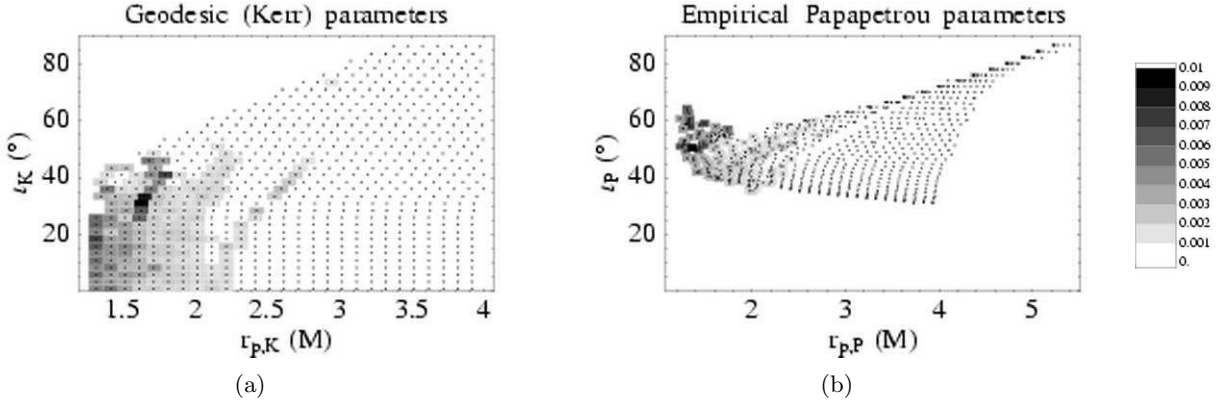 Geodesic (Kerr) parameters
80
60
40
20
ι_K (°)
1.5 2 2.5 3 3.5 4
r_p,K (M)
(a)
Empirical Papapetrou parameters
80
60
40
20
ι_P (°)
2 3 4 5
r_p,P (M)
(b)
0.01
0.009
0.008
0.007
0.006
0.005
0.004
0.003
0.002
0.001
0.